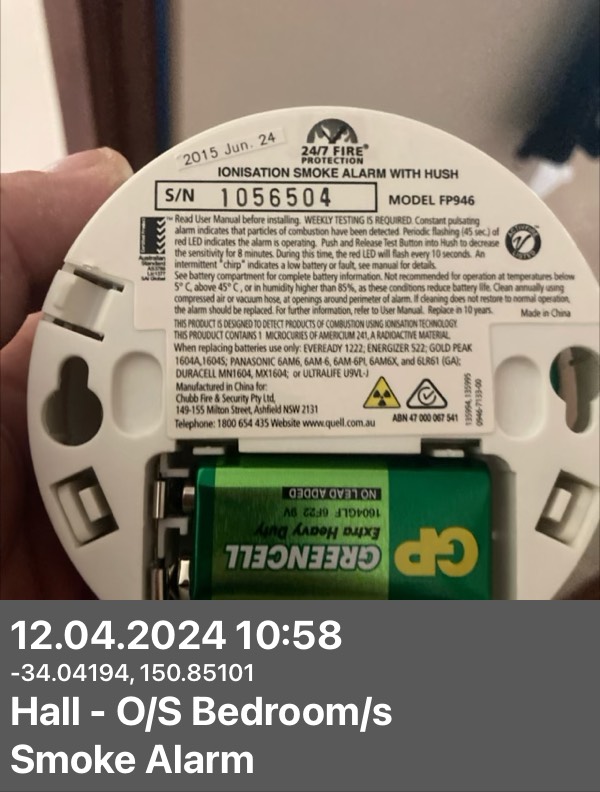 2015 Jun. 24
24/7 FIRE®
PROTECTION
IONISATION SMOKE ALARM WITH HUSH
S/N 1056504 MODEL FP946
Read User Manual before installing. WEEKLY TESTING IS REQUIRED. Constant pulsating
alarm indicates that particles of combustion have been detected. Periodic flashing (45 sec.) of
red LED indicates the alarm is operating. Push and Release Test Button into Hush to decrease
the sensitivity for 8 minutes. During this time, the red LED will flash every 10 seconds. An
intermittent "chirp" indicates a low battery or fault, see manual for details.
See battery compartment for battery information. Not recommended for operation at temperatures below
5° C, above 45° C, or in humidity higher than 85%, as these conditions reduce battery life. Clean annually using
compressed air or vacuum hose, at openings around perimeter of alarm. If cleaning does not restore to normal operation,
the alarm should be replaced. For further information, refer to User Manual. Replace in 10 years. Made in China
THIS PRODUCT IS DESIGNED TO DETECT PRODUCTS OF COMBUSTION USING IONISATION TECHNOLOGY.
THIS PRODUCT CONTAINS 1 MICROCURIES OF AMERICIUM 241, A RADIOACTIVE MATERIAL.
When replacing batteries use only: EVEREADY 1222; ENERGIZER 522; GOLD PEAK
1604A,1604S; PANASONIC 6AM6, 6AM-6, 6AM-6PI, 6AM6X, and 6LR61 (GA);
DURACELL MN1604, MX1604; or ULTRALIFE U9VL-J
Manufactured in China for:
Chubb Fire & Security Pty Ltd,
149-155 Milton Street, Ashfield NSW 2131
Telephone: 1800 654 435 Website www.quell.com.au
ABN 47 000 067 541
Australian
Standard
GP
GREENCELL
Extra Heavy Duty
1604GLF 6F22 9V
NO LEAD ADDED
12.04.2024 10:58
-34.04194, 150.85101
Hall - O/S Bedroom/s
Smoke Alarm